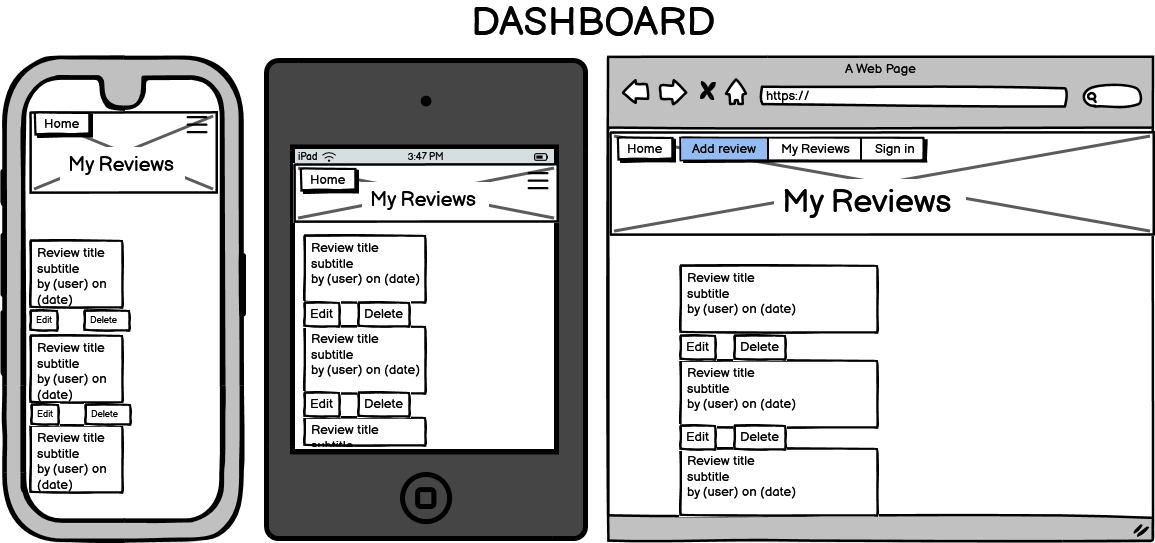 DASHBOARD
Home
My Reviews
Review title
subtitle
by (user) on
(date)
Edit Delete
Review title
subtitle
by (user) on
(date)
Edit Delete
Review title
subtitle
by (user) on
(date)
iPad 3:47 PM
Home
My Reviews
Review title
subtitle
by (user) on (date)
Edit Delete
Review title
subtitle
by (user) on (date)
Edit Delete
Review title
subtitle
A Web Page
https://
Home Add review My Reviews Sign in
My Reviews
Review title
subtitle
by (user) on (date)
Edit Delete
Review title
subtitle
by (user) on (date)
Edit Delete
Review title
subtitle
by (user) on (date)